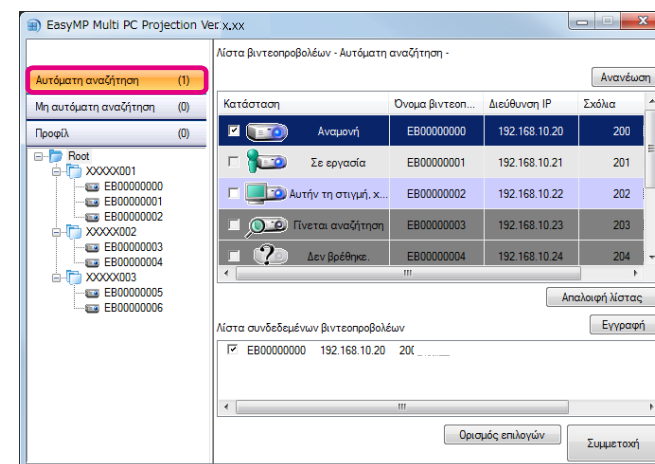 EasyMP Multi PC Projection Ver.x.xx
Λίστα βιντεοπροβολέων - Αυτόματη αναζήτηση -
Αυτόματη αναζήτηση (1)
Μη αυτόματη αναζήτηση (0)
Προφίλ (0)
Root
XXXXX001
EB00000000
EB00000001
EB00000002
XXXXX002
EB00000003
EB00000004
XXXXX003
EB00000005
EB00000006
Ανανέωση
Κατάσταση Όνομα βιντεοπ... Διεύθυνση IP Σχόλια
Αναμονή EB00000000 192.168.10.20 200
Σε εργασία EB00000001 192.168.10.21 201
Αυτήν τη στιγμή, χ... EB00000002 192.168.10.22 202
Γίνεται αναζήτηση EB00000003 192.168.10.23 203
Δεν βρέθηκε. EB00000004 192.168.10.24 204
Απαλοιφή λίστας
Λίστα συνδεδεμένων βιντεοπροβολέων
Εγγραφή
EB00000000 192.168.10.20
Ορισμός επιλογών
Συμμετοχή